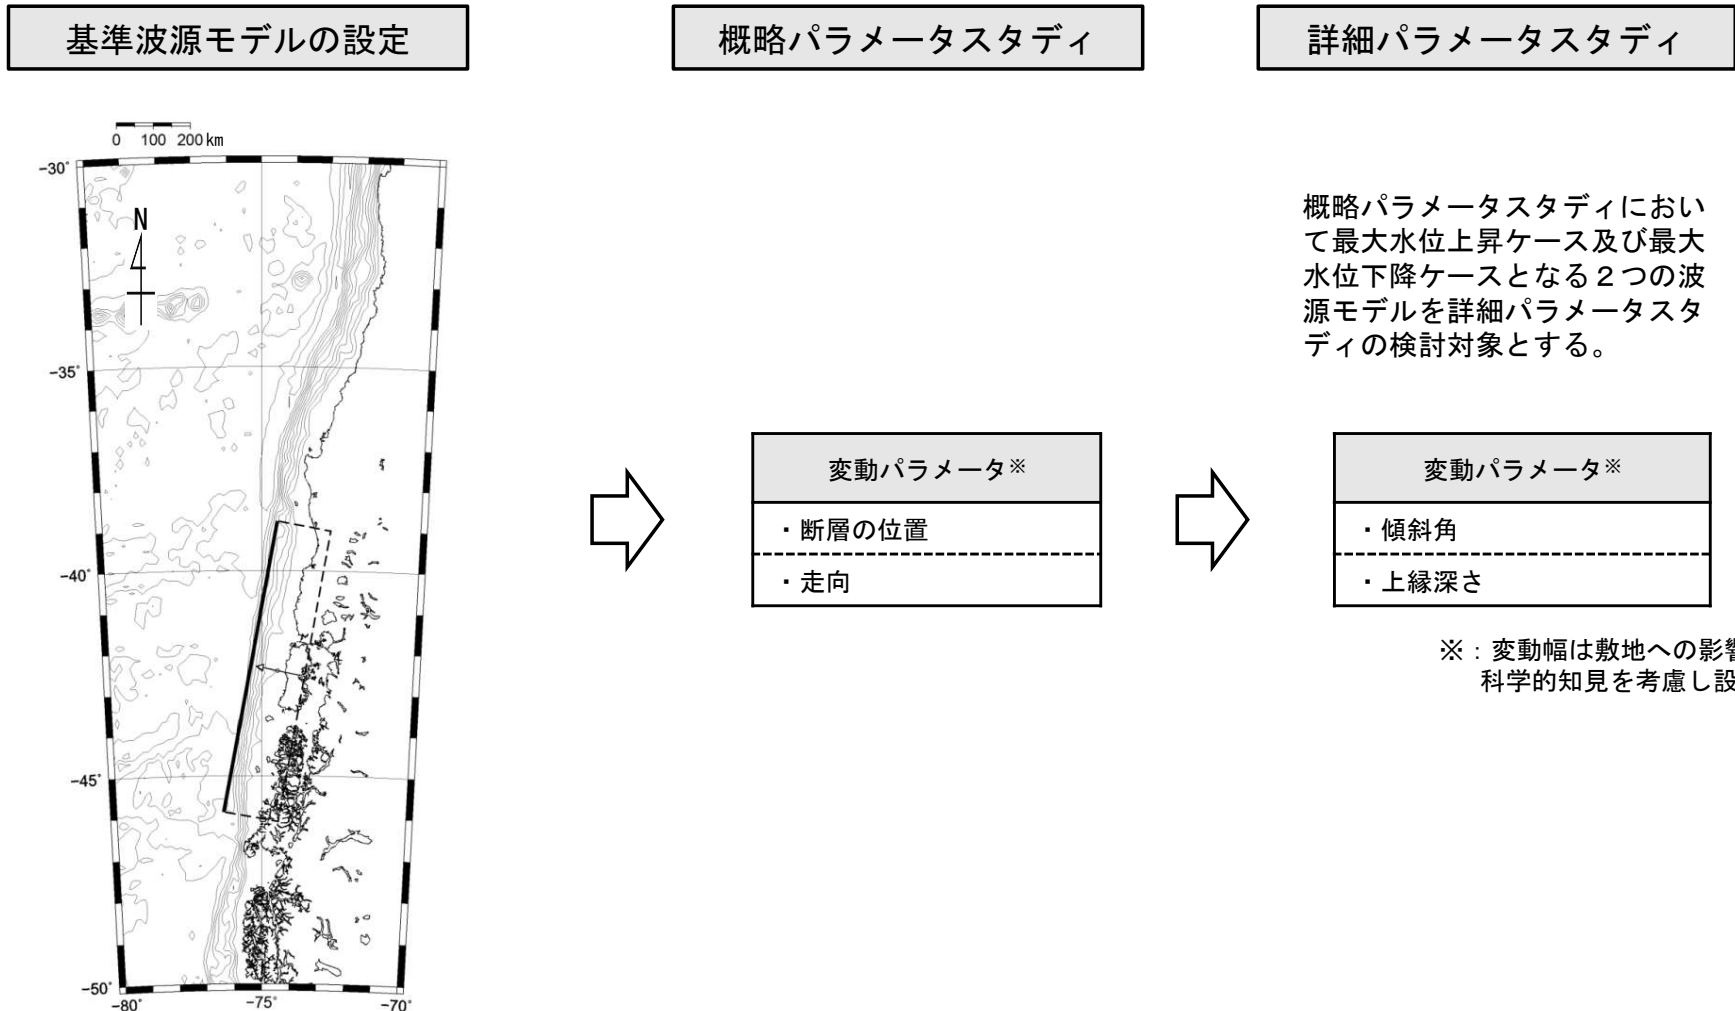 基準波源モデルの設定
概略パラメータスタディ
詳細パラメータスタディ
0 100 200 km
-30°
N
-35°
-40°
-45°
-50°
-80°
-75°
-70°
概略パラメータスタディにおい
て最大水位上昇ケース及び最大
水位下降ケースとなる２つの波
源モデルを詳細パラメータスタ
ディの検討対象とする。
変動パラメータ※
・断層の位置
・走向
変動パラメータ※
・傾斜角
・上縁深さ
※：変動幅は敷地への影響
科学的知見を考慮し設